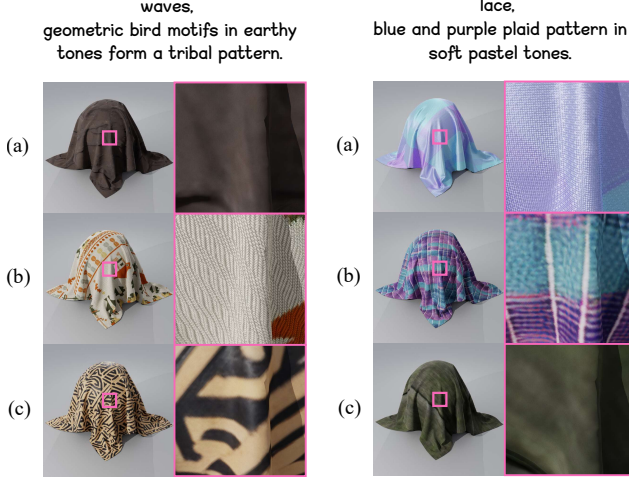 waves,
geometric bird motifs in earthy
tones form a tribal pattern.
(a)
(b)
(c)
lace,
blue and purple plaid pattern in
soft pastel tones.
(a)
(b)
(c)